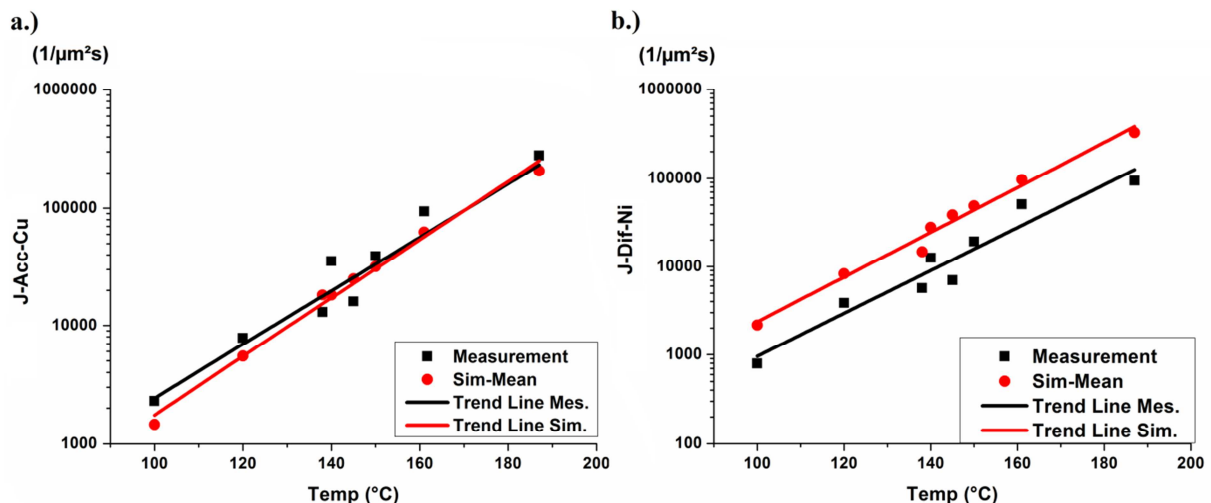 a.)
(1/µm²s)
1000000
100000
10000
1000
J-Acc-Cu
100
120
140
160
180
200
Temp (°C)
Measurement
Sim-Mean
Trend Line Mes.
Trend Line Sim.
b.)
(1/µm²s)
1000000
100000
10000
1000
100
J-Dif-Ni
100
120
140
160
180
200
Temp (°C)
Measurement
Sim-Mean
Trend Line Mes.
Trend Line Sim.